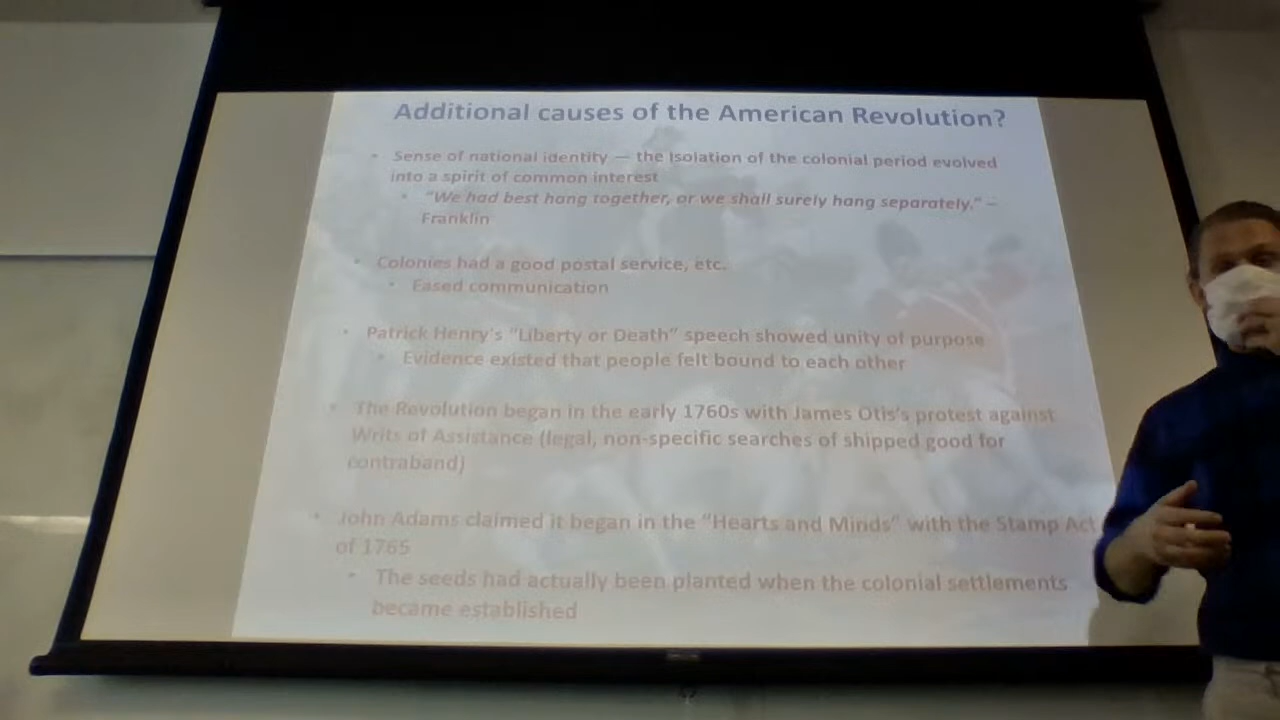 Additional causes of the American Revolution?
• Sense of national identity — the isolation of the colonial period evolved
into a spirit of common interest
• "We had best hang together, or we shall surely hang separately." –
Franklin
• Colonies had a good postal service, etc.
• Eased communication
• Patrick Henry's "Liberty or Death" speech showed unity of purpose
• Evidence existed that people felt bound to each other
• The Revolution began in the early 1760s with James Otis's protest against
Writs of Assistance (legal, non-specific searches of shipped good for
contraband)
• John Adams claimed it began in the "Hearts and Minds" with the Stamp Act
of 1765
• The seeds had actually been planted when the colonial settlements
became established